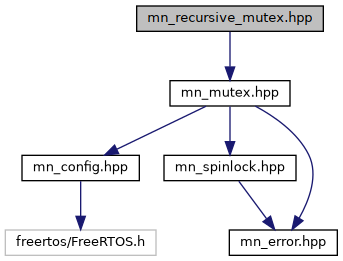 mn_recursive_mutex.hpp
mn_mutex.hpp
mn_config.hpp
mn_spinlock.hpp
freertos/FreeRTOS.h
mn_error.hpp